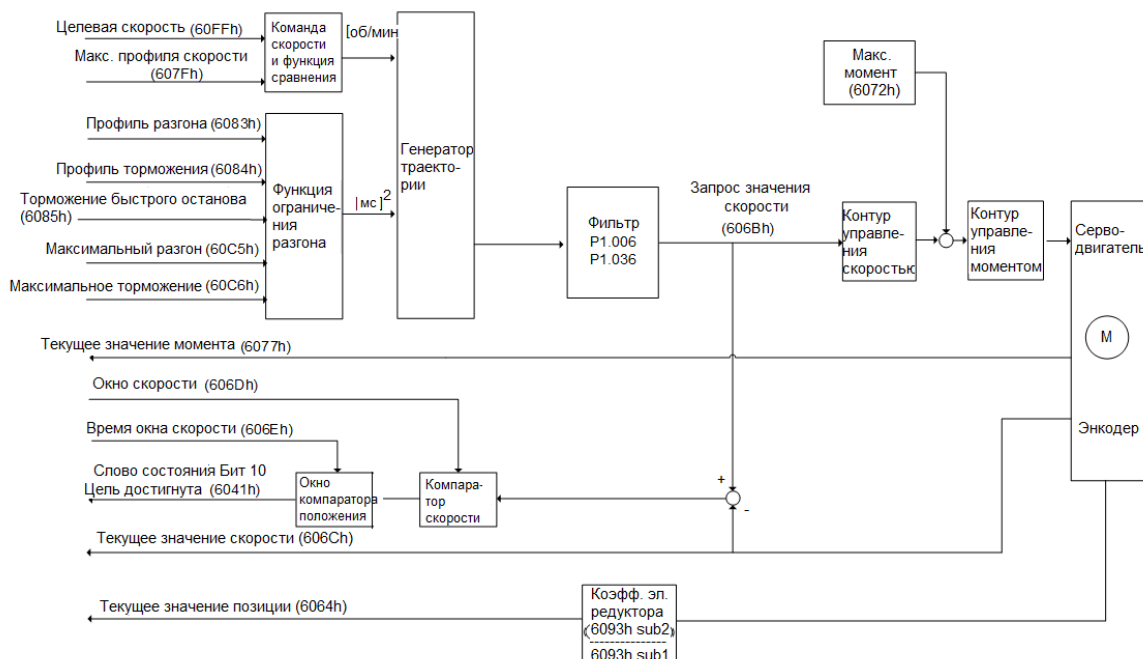 Целевая скорость (60FFh)
Макс. профиля скорости
(607Fh)
Команда
скорости
и функция
сравнения
[об/мин
Профиль разгона (6083h)
Профиль торможения (6084h)
Торможение быстрого останова
(6085h)
Максимальный разгон (60C5h)
Максимальное торможение (60C6h)
Функция
ограниче-
ния
разгона
|мс ]2
Генератор
траекто-
рии
Фильтр
P1.006
P1.036
Запрос значения
скорости
(606Bh)
Макс.
момент
(6072h)
Контур
управле-
ния
скоростью
Контур
управле-
ния
моментом
Серво-
двигатель
M
Энкодер
Текущее значение момента (6077h)
Окно скорости (606Dh)
Время окна скорости (606Eh)
Слово состояния Бит 10
Цель достигнута (6041h)
Окно
компаратора
положения
Компара-
тор
скорости
+
-
Текущее значение скорости (606Ch)
Текущее значение позиции (6064h)
Коэфф. эл.
редуктора
(6093h sub2)
6093h sub1